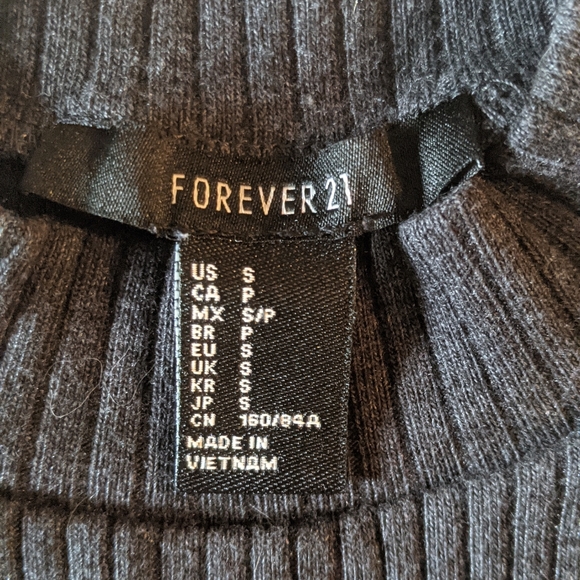 FOREVER 21
US S
CA P
MX S/P
BR P
EU S
UK S
KR S
JP S
CN 160/84A
MADE IN
VIETNAM